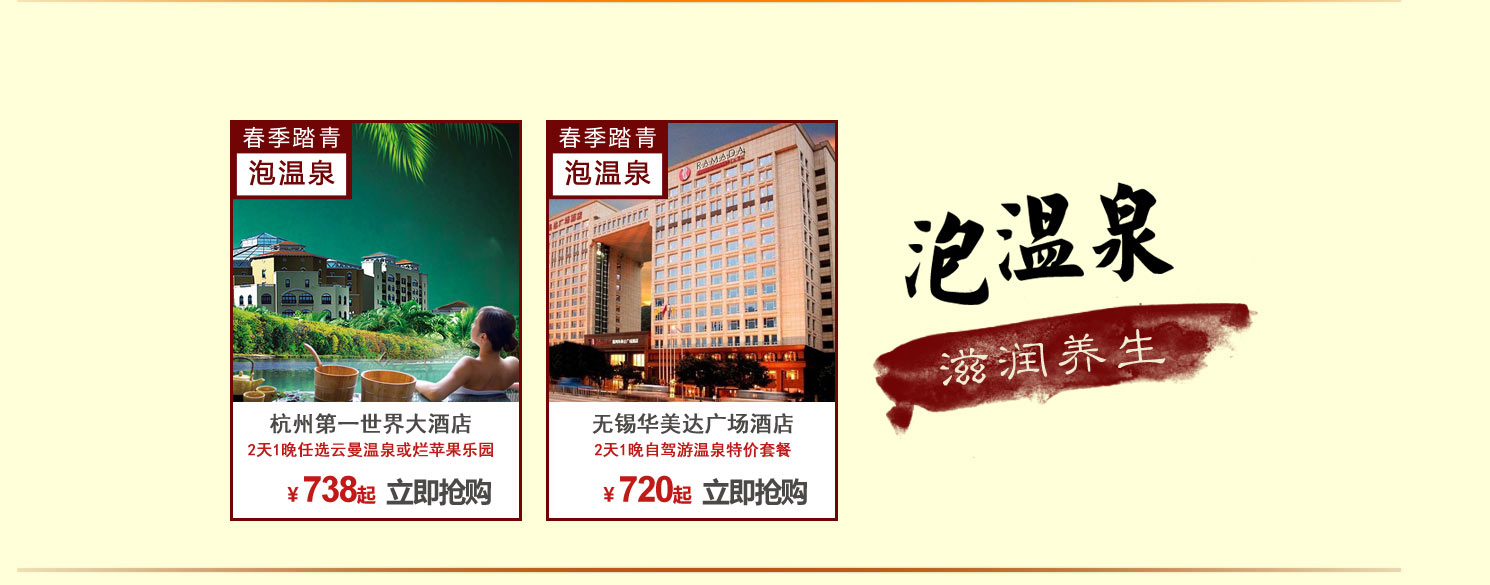 春季踏青
泡温泉
杭州第一世界大酒店
2天1晚任选云曼温泉或烂苹果乐园
¥738起 立即抢购
春季踏青
泡温泉
RAMADA
无锡华美达广场酒店
2天1晚自驾游温泉特价套餐
¥720起 立即抢购
泡温泉
滋润养生